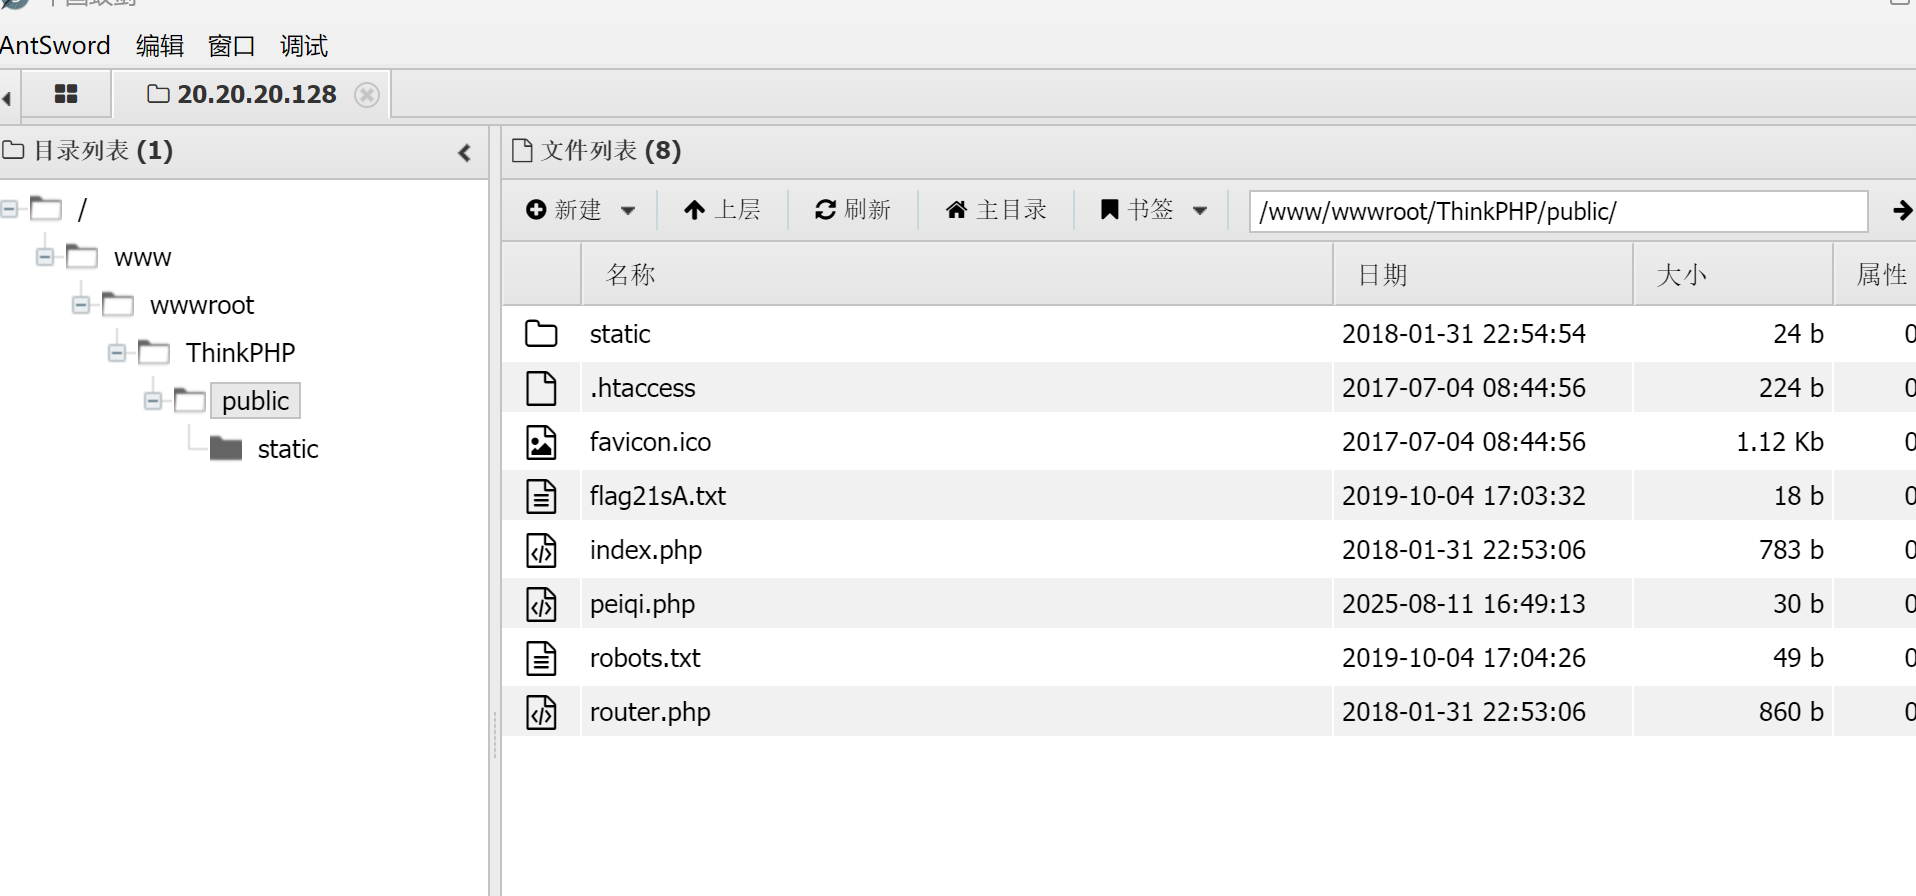 AntSword 编辑 窗口 调试
20.20.20.128
目录列表 (1)
文件列表 (8)
新建 上层 刷新 主目录 书签 /www/wwwroot/ThinkPHP/public/
/
www
wwwroot
ThinkPHP
public
static
名称 日期 大小 属性
static 2018-01-31 22:54:54 24 b 0
.htaccess 2017-07-04 08:44:56 224 b 0
favicon.ico 2017-07-04 08:44:56 1.12 Kb 0
flag21sA.txt 2019-10-04 17:03:32 18 b 0
index.php 2018-01-31 22:53:06 783 b 0
peiqi.php 2025-08-11 16:49:13 30 b 0
robots.txt 2019-10-04 17:04:26 49 b 0
router.php 2018-01-31 22:53:06 860 b 0